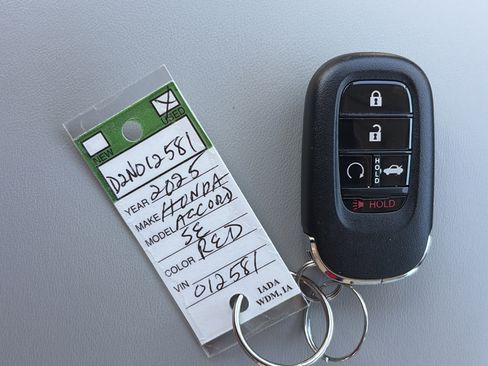 NEW
USED
D2N012581
YEAR 2025
MAKE HONDA
MODEL ACCORD
SE
COLOR RED
VIN 012581
IADA
WDM, IA
HOLD
HOLD